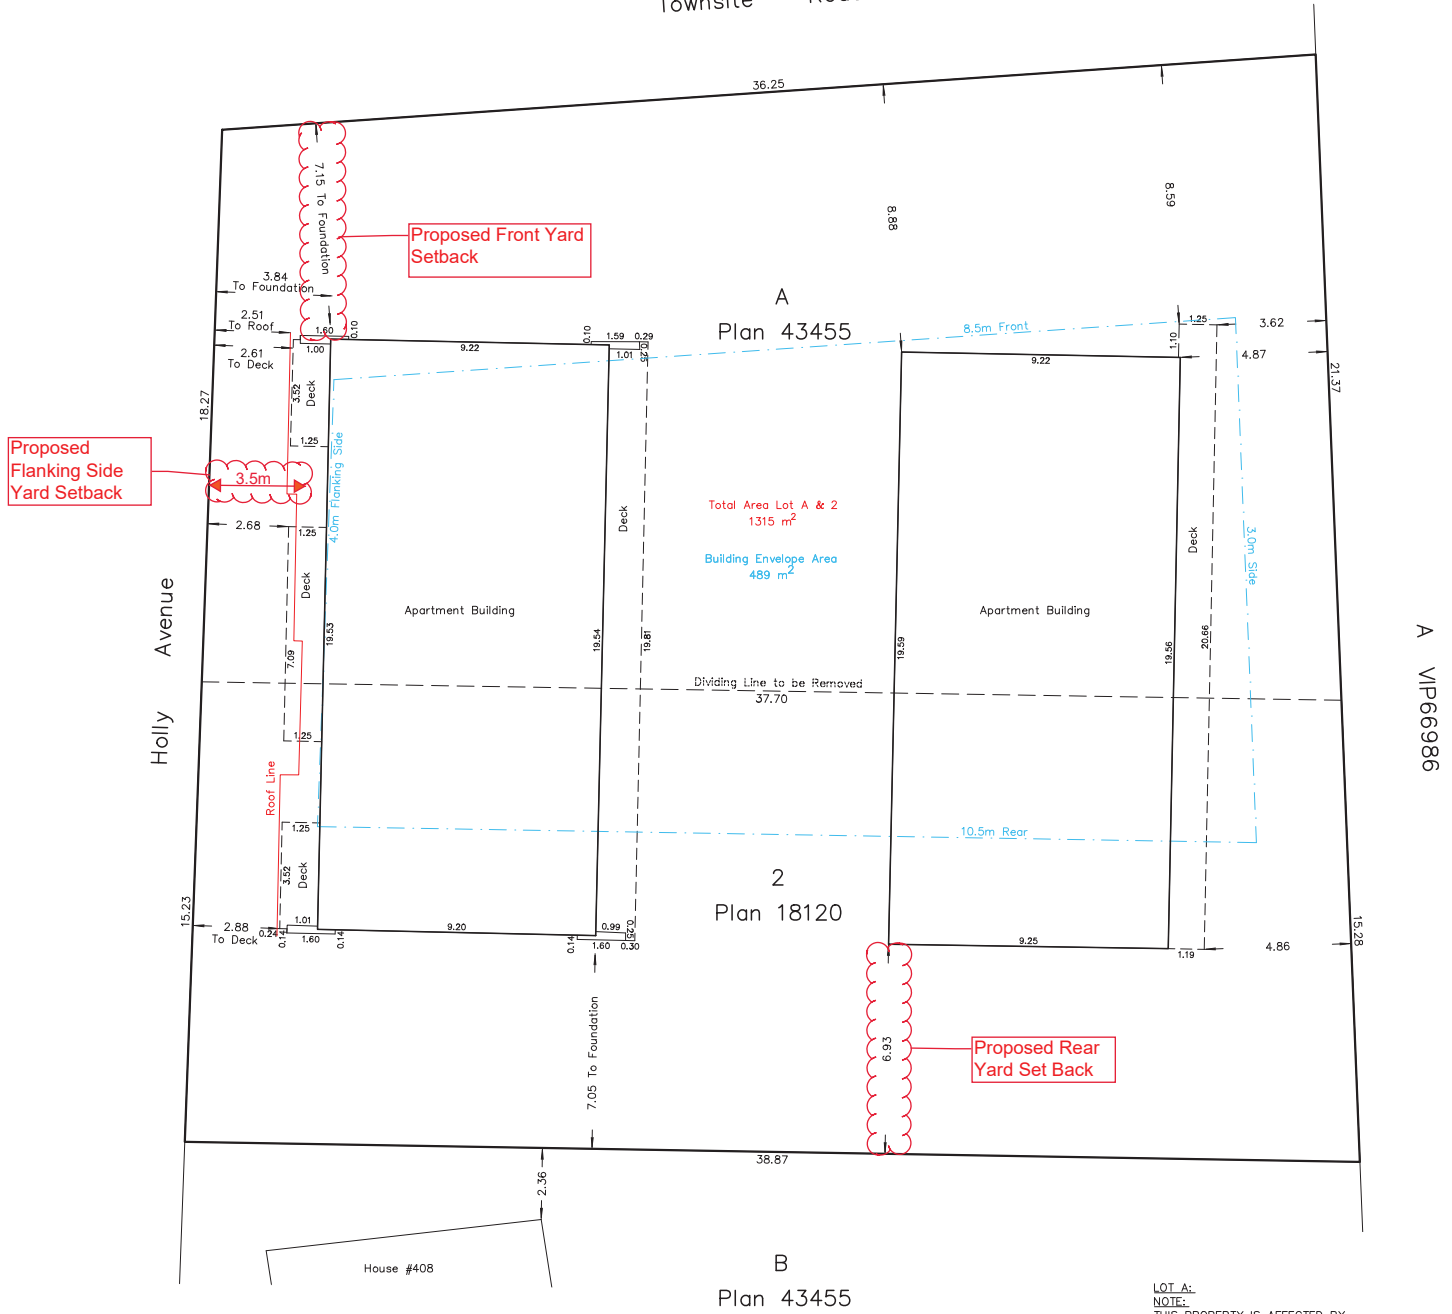 Townsite
36.25
7.15 To Foundation
Proposed Front Yard
Setback
8.88
8.59
3.84
To Foundation
2.51
To Roof
2.61
To Deck
1.60
0.10
1.00
9.22
0.10
1.59
0.29
1.01
0.25
A
Plan 43455
8.5m Front
1.25
3.62
1.10
4.87
9.22
21.37
18.27
3.52
Deck
1.25
4.0m Flanking Side
Proposed
Flanking Side
Yard Setback
3.5m
2.68
1.25
Deck
Total Area Lot A & 2
1315 m2
Building Envelope Area
489 m2
Deck
3.0m Side
Holly Avenue
Deck
Apartment Building
Apartment Building
19.53
19.54
19.81
19.59
19.56
20.66
A VIP66986
7.09
Dividing Line to be Removed
37.70
1.25
Roof Line
1.25
10.5m Rear
3.52
Deck
2
Plan 18120
15.23
2.88
To Deck
0.24
0.14
1.01
1.60
0.14
9.20
0.14
0.99
1.60
0.25
0.30
9.25
1.19
4.86
15.28
7.05 To Foundation
6.93
Proposed Rear
Yard Set Back
38.87
2.36
House #408
B
Plan 43455
LOT A:
NOTE:
THIS PROPERTY IS AFFECTED BY